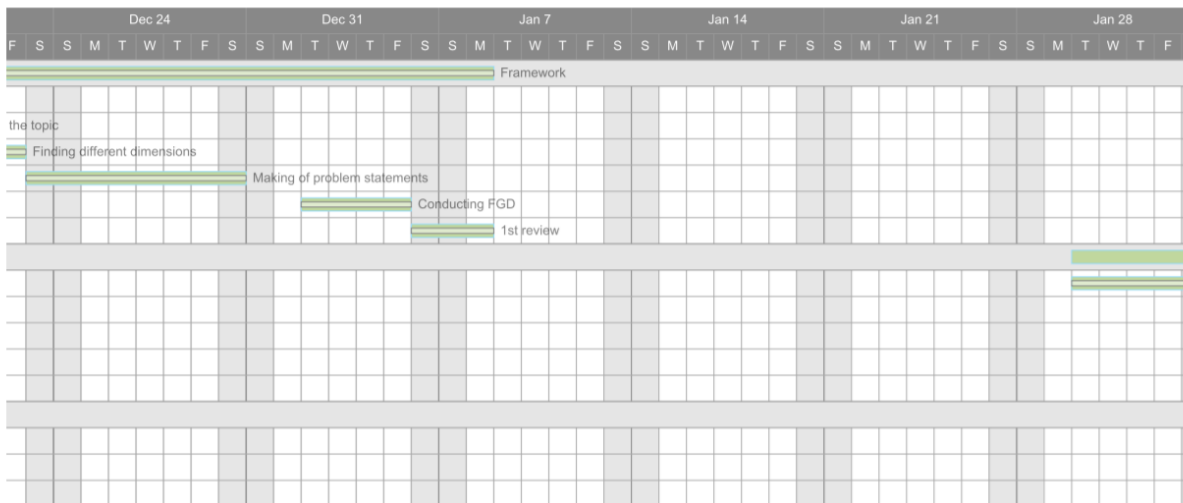 Dec 24 Dec 31 Jan 7 Jan 14 Jan 21 Jan 28
F S S M T W T F S S M T W T F S S M T W T F S S M T W T F S S M T W T F S S M T W T F
Framework
the topic
Finding different dimensions
Making of problem statements
Conducting FGD
1st review